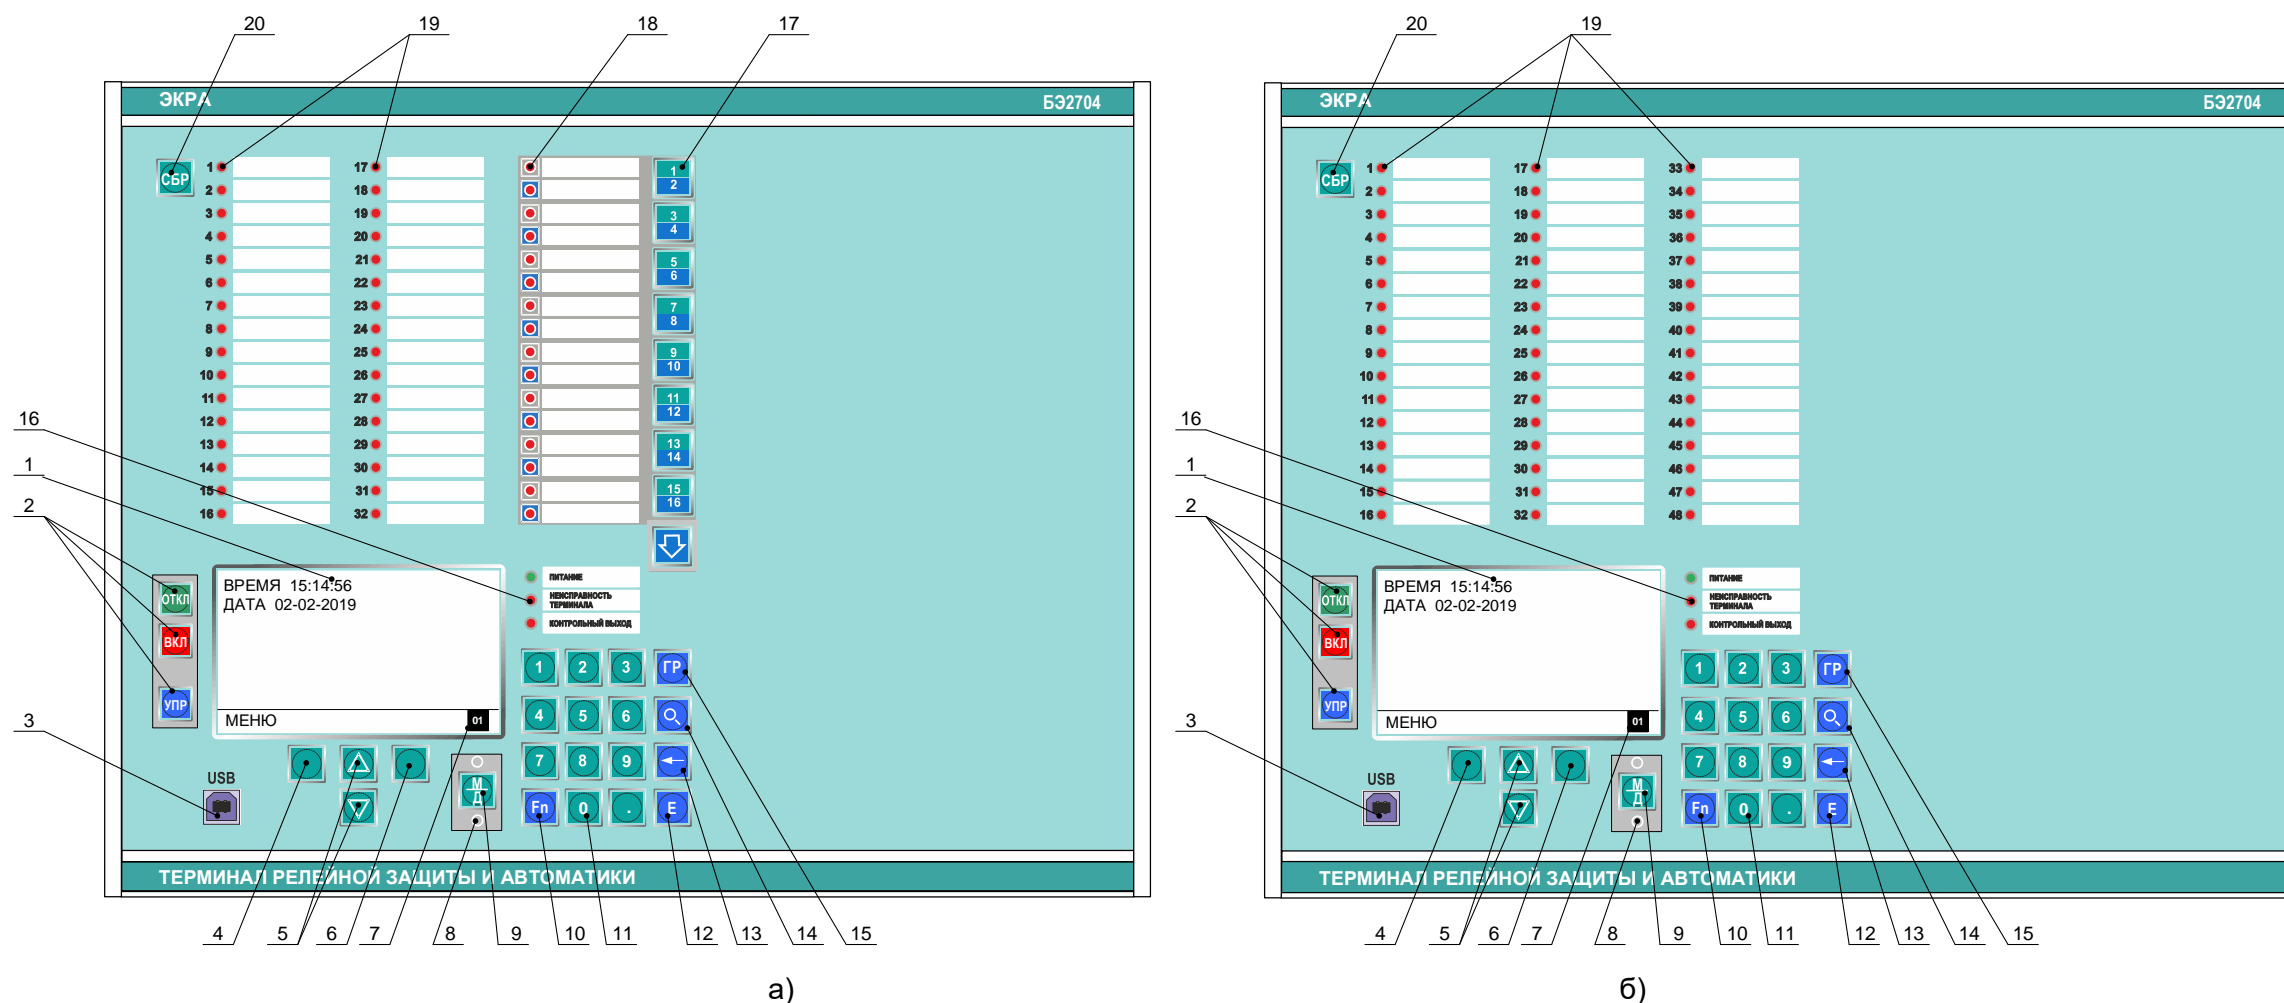 20 19 18 17
ЭКРА БЭ2704
СБР
1 17 1
2 18 2
3 19 3
4 20 4
5 21 5
6 22 6
7 23 7
8 24 8
9 25 9
10 26 10
11 27 11
12 28 12
13 29 13
14 30 14
15 31 15
16 32 16
16
1
2
3
ОТКЛ
ВКЛ
УПР
ВРЕМЯ 15:14:56
ДАТА 02-02-2019
МЕНЮ 01
ПИТАНИЕ
НЕИСПРАВНОСТЬ
ТЕРМИНАЛА
КОНТРОЛЬНЫЙ ВЫХОД
1 2 3 ГР
4 5 6
7 8 9
Fn 0 . E
USB
М
Д
ТЕРМИНАЛ РЕЛЕЙНОЙ ЗАЩИТЫ И АВТОМАТИКИ
4 5 6 7 8 9 10 11 12 13 14 15
а)
20 19
ЭКРА БЭ2704
СБР
1 17 33
2 18 34
3 19 35
4 20 36
5 21 37
6 22 38
7 23 39
8 24 40
9 25 41
10 26 42
11 27 43
12 28 44
13 29 45
14 30 46
15 31 47
16 32 48
16
1
2
3
ОТКЛ
ВКЛ
УПР
ВРЕМЯ 15:14:56
ДАТА 02-02-2019
МЕНЮ 01
ПИТАНИЕ
НЕИСПРАВНОСТЬ
ТЕРМИНАЛА
КОНТРОЛЬНЫЙ ВЫХОД
1 2 3 ГР
4 5 6
7 8 9
Fn 0 . E
USB
М
Д
ТЕРМИНАЛ РЕЛЕЙНОЙ ЗАЩИТЫ И АВТОМАТИКИ
4 5 6 7 8 9 10 11 12 13 14 15
б)